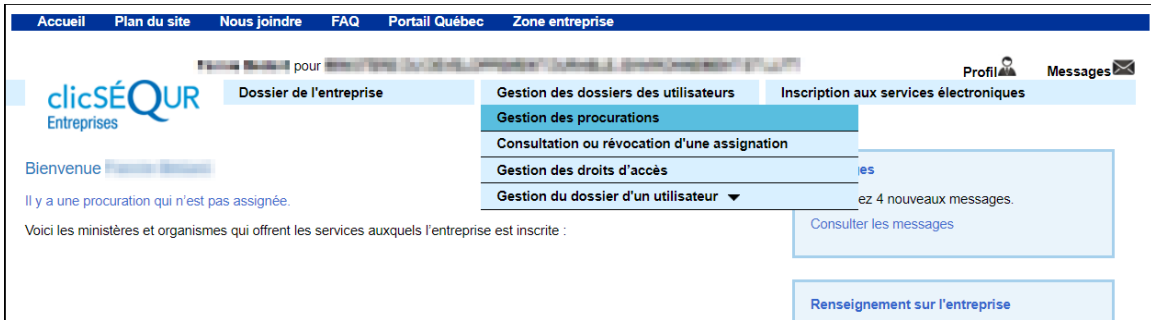 Accueil Plan du site Nous joindre FAQ Portail Québec Zone entreprise
pour
Profil Messages
clicSÉQUR
Entreprises
Dossier de l'entreprise Gestion des dossiers des utilisateurs Inscription aux services électroniques
Gestion des procurations
Consultation ou révocation d'une assignation
Gestion des droits d'accès
Gestion du dossier d'un utilisateur
Bienvenue
Il y a une procuration qui n'est pas assignée.
Voici les ministères et organismes qui offrent les services auxquels l'entreprise est inscrite :
es
ez 4 nouveaux messages.
Consulter les messages
Renseignement sur l'entreprise